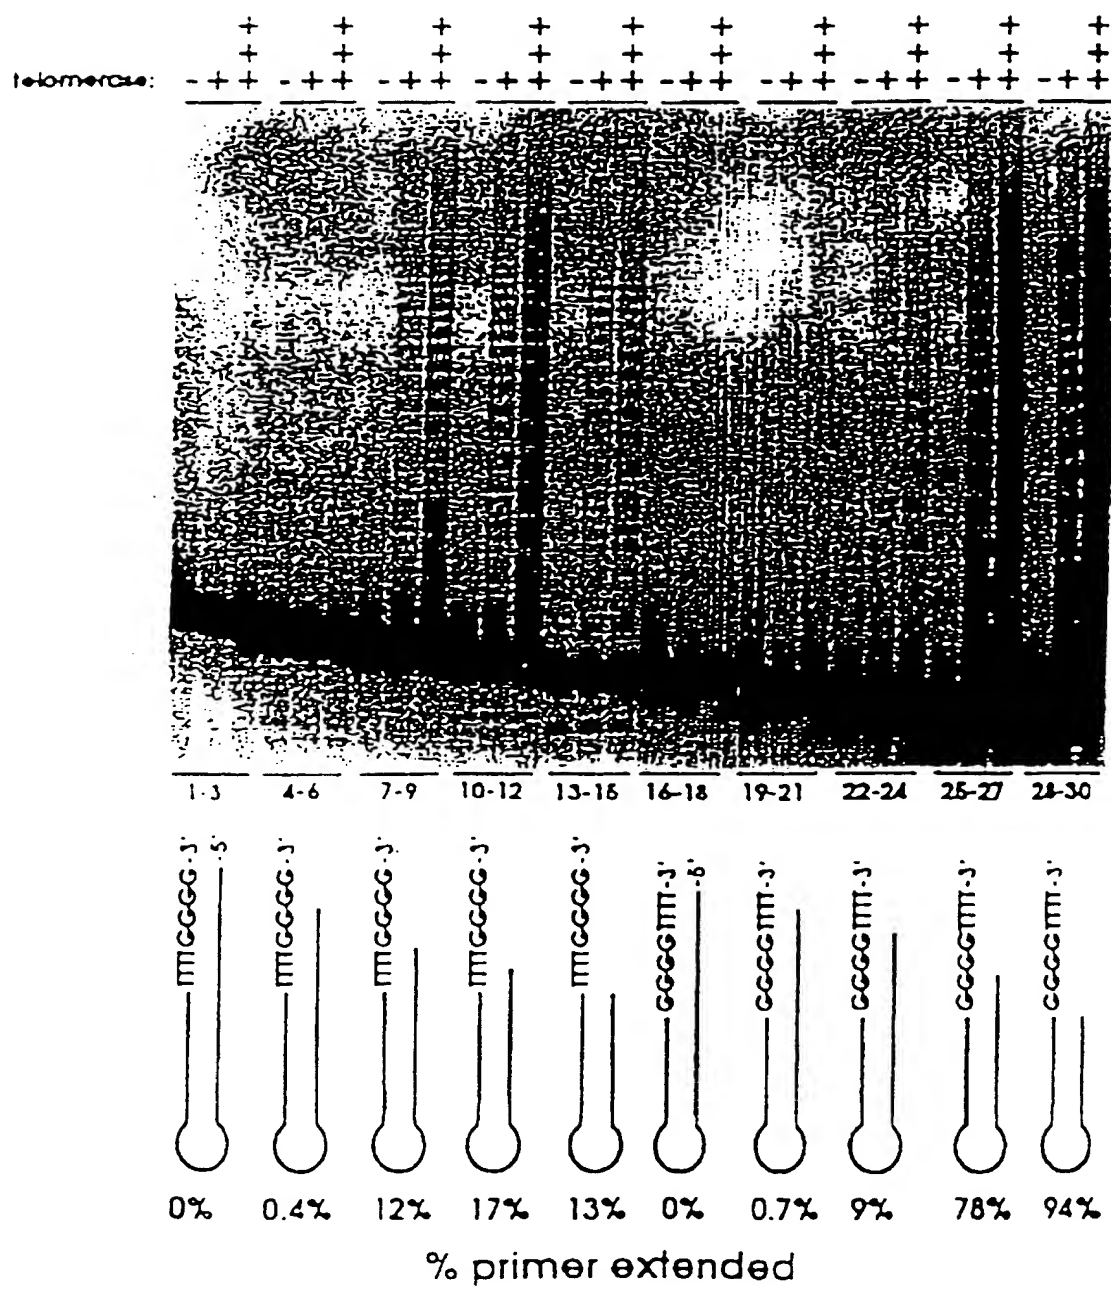 + + + + + + + + + +
+ + + + + + + + + +
telomerase: - + + - + + - + + - + + - + + - + + - + + - + + - + + - + +
1-3 4-6 7-9 10-12 13-15 16-18 19-21 22-24 25-27 28-30
TTTTGGGG-3' -5' TTTTGGGG-3' TTTTGGGG-3' TTTTGGGG-3' TTTTGGGG-3' GGGGTTTT-3' -5' GGGGTTTT-3' GGGGTTTT-3' GGGGTTTT-3' GGGGTTTT-3'
0% 0.4% 12% 17% 13% 0% 0.7% 9% 78% 94%
% primer extended